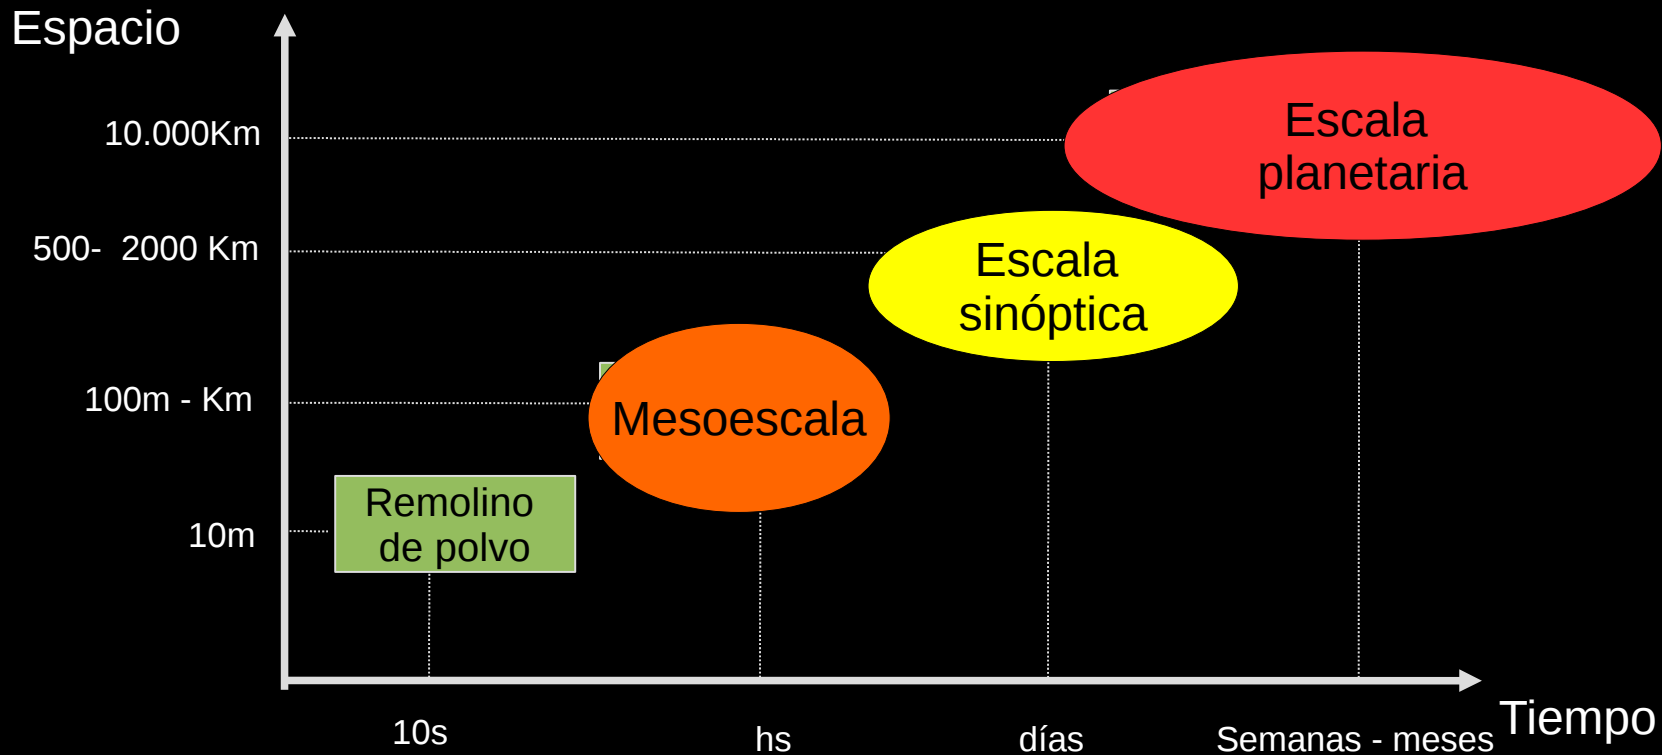 Espacio
10.000Km
Escala
planetaria
500-  2000 Km
Escala
sinóptica
100m - Km
Mesoescala
Remolino
de polvo
10m
10s
hs
días
Semanas - meses
Tiempo